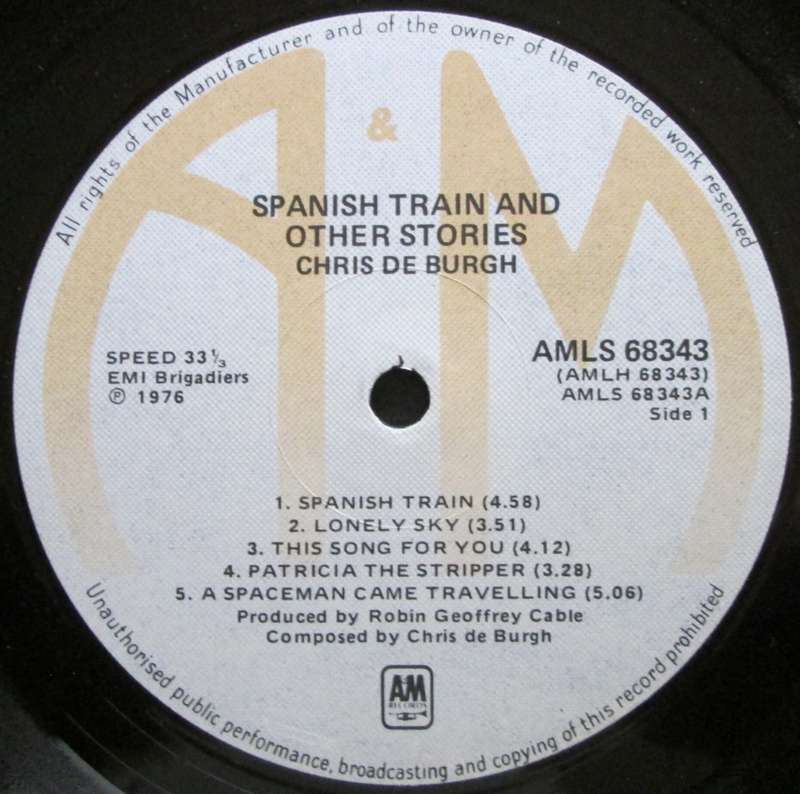 All rights of the Manufacturer and of the owner of the recorded work reserved
A & M
SPANISH TRAIN AND
OTHER STORIES
CHRIS DE BURGH
SPEED 33⅓
EMI Brigadiers
℗ 1976
AMLS 68343
(AMLH 68343)
AMLS 68343A
Side 1
1. SPANISH TRAIN (4.58)
2. LONELY SKY (3.51)
3. THIS SONG FOR YOU (4.12)
4. PATRICIA THE STRIPPER (3.28)
5. A SPACEMAN CAME TRAVELLING (5.06)
Produced by Robin Geoffrey Cable
Composed by Chris de Burgh
AM
RECORDS
Unauthorised public performance, broadcasting and copying of this record prohibited